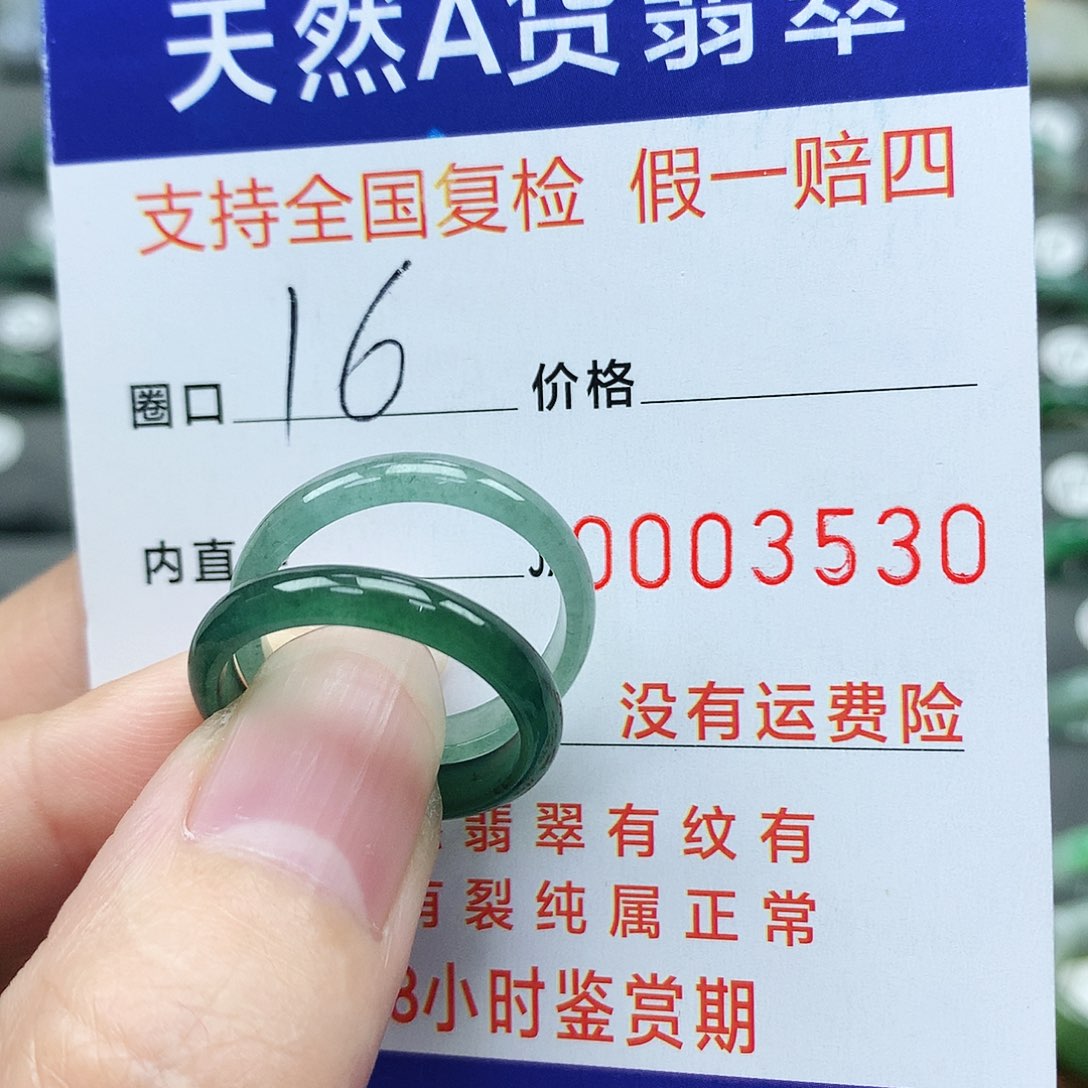 天然A货翡翠
支持全国复检 假一赔四
圈口 16 价格
内直 0003530
没有运费险
翡翠有纹有
有裂纯属正常
8小时鉴赏期